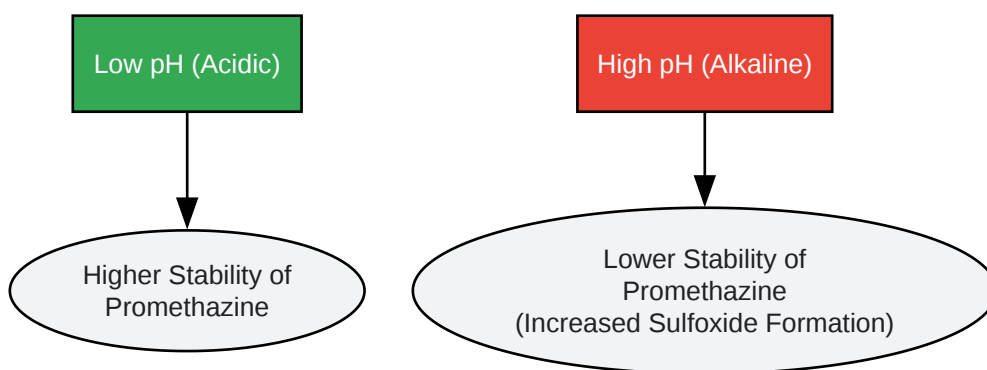 Low pH (Acidic)
High pH (Alkaline)
Higher Stability of
Promethazine
Lower Stability of
Promethazine
(Increased Sulfoxide Formation)